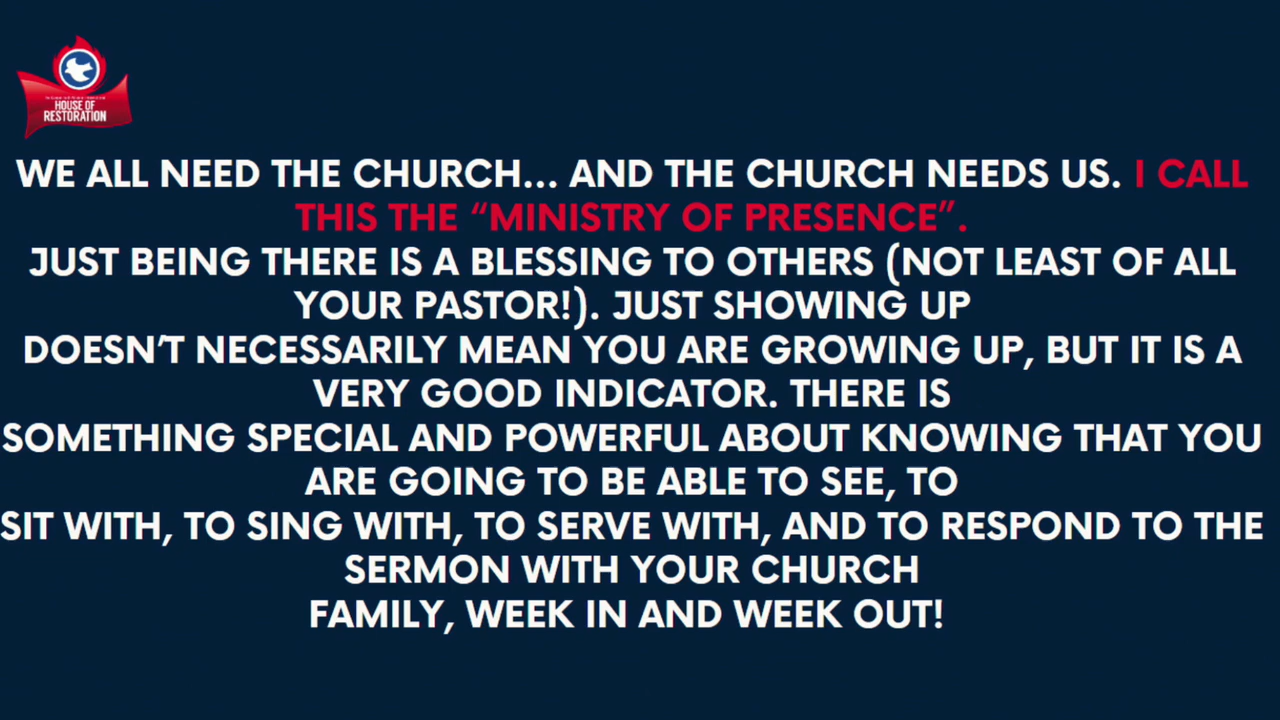 HOUSE OF
RESTORATION
WE ALL NEED THE CHURCH... AND THE CHURCH NEEDS US. I CALL
THIS THE “MINISTRY OF PRESENCE”.
JUST BEING THERE IS A BLESSING TO OTHERS (NOT LEAST OF ALL
YOUR PASTOR!). JUST SHOWING UP
DOESN’T NECESSARILY MEAN YOU ARE GROWING UP, BUT IT IS A
VERY GOOD INDICATOR. THERE IS
SOMETHING SPECIAL AND POWERFUL ABOUT KNOWING THAT YOU
ARE GOING TO BE ABLE TO SEE, TO
SIT WITH, TO SING WITH, TO SERVE WITH, AND TO RESPOND TO THE
SERMON WITH YOUR CHURCH
FAMILY, WEEK IN AND WEEK OUT!